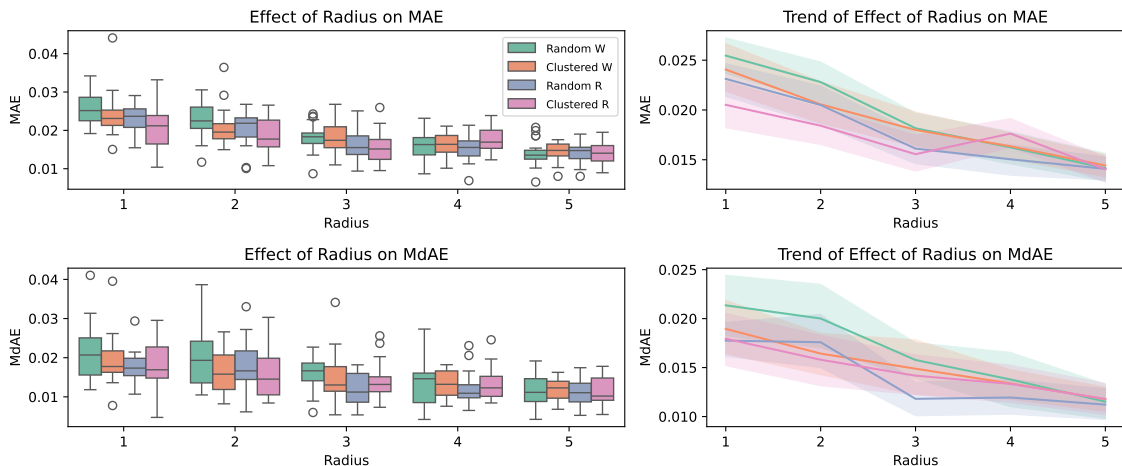 Effect of Radius on MAE
MAE
0.04
0.03
0.02
0.01
1 2 3 4 5
Radius
Random W
Clustered W
Random R
Clustered R
Trend of Effect of Radius on MAE
MAE
0.025
0.020
0.015
1 2 3 4 5
Radius
Effect of Radius on MdAE
MdAE
0.04
0.03
0.02
0.01
1 2 3 4 5
Radius
Trend of Effect of Radius on MdAE
MdAE
0.025
0.020
0.015
0.010
1 2 3 4 5
Radius